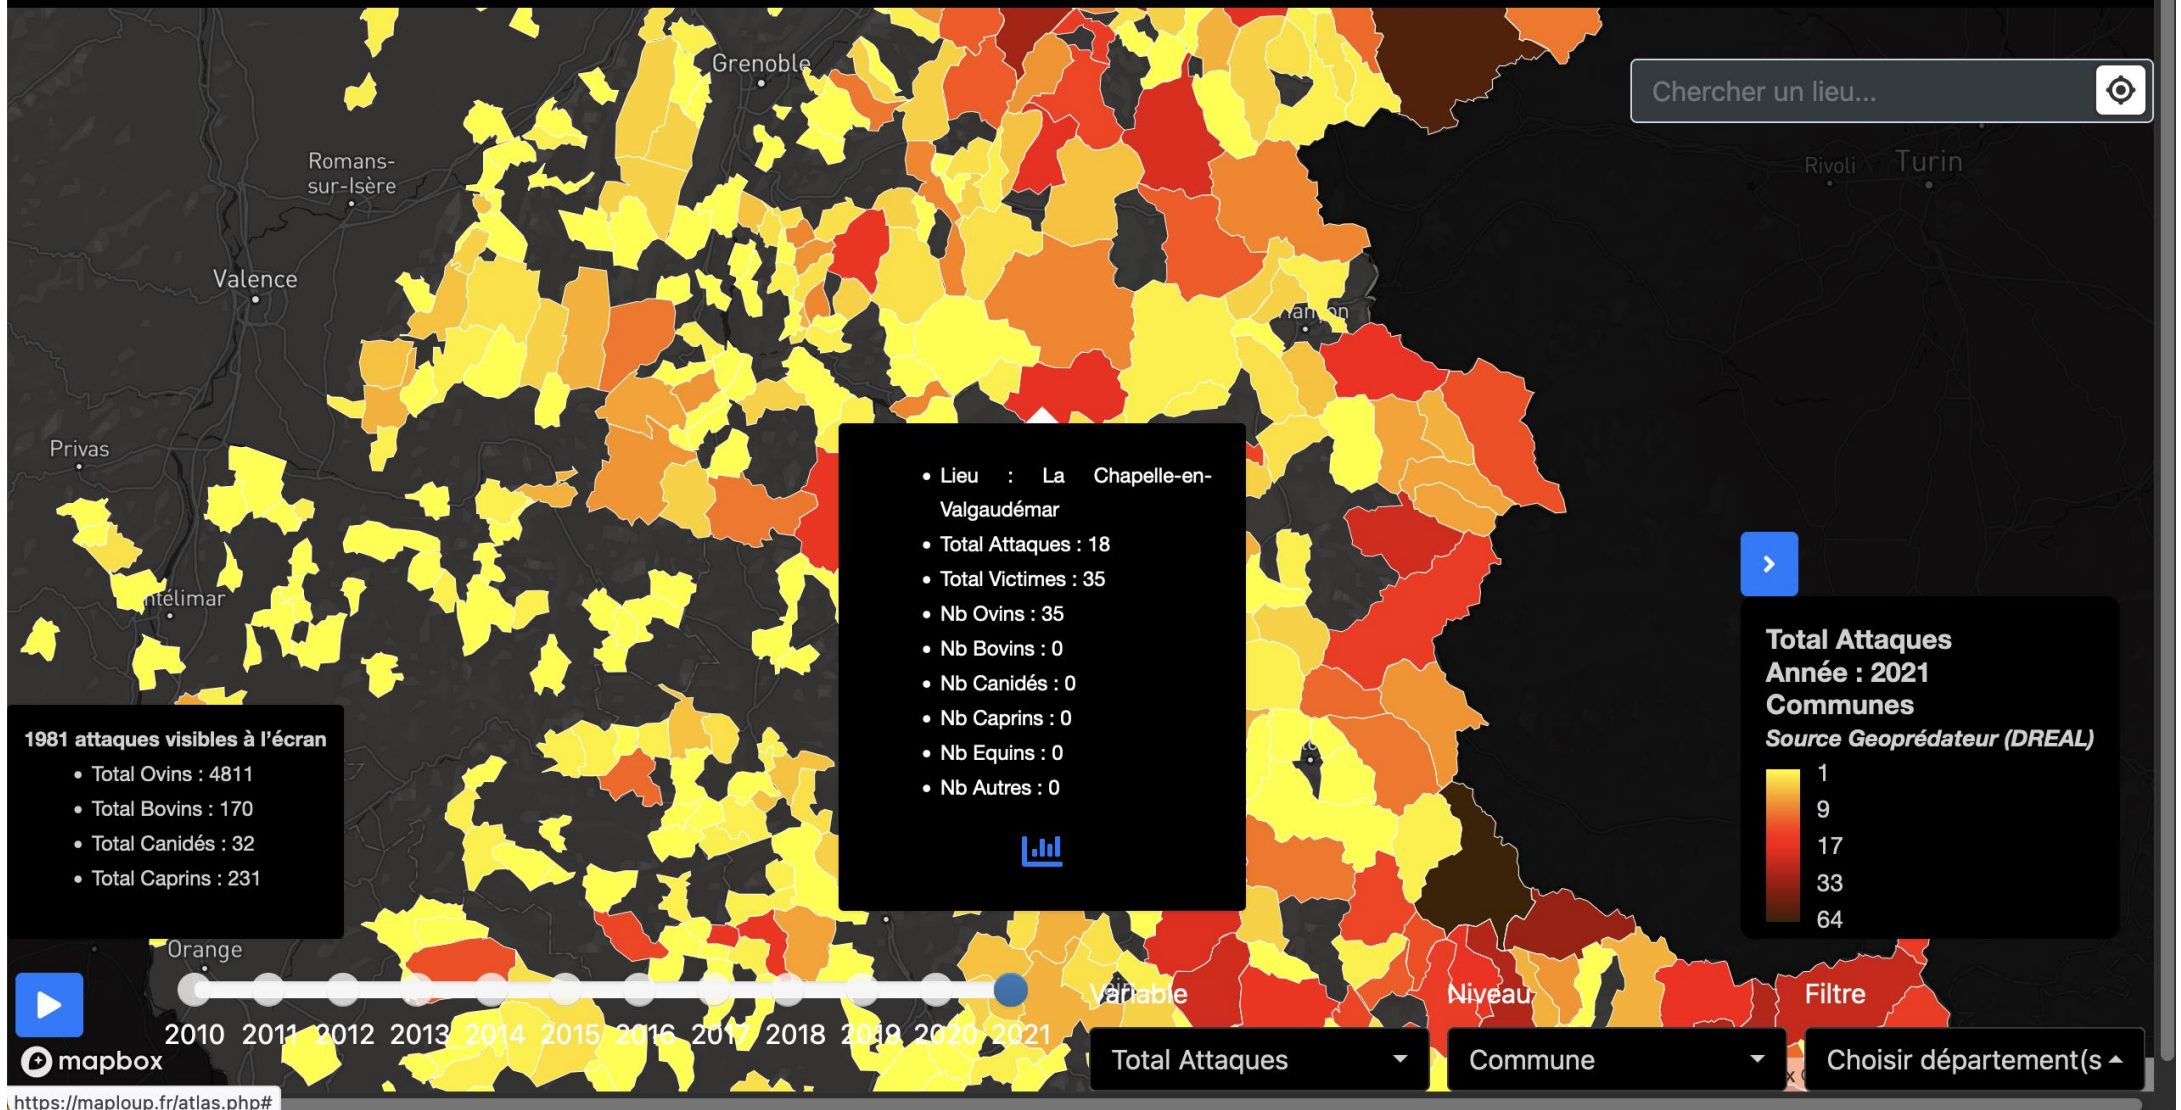 Grenoble
Chercher un lieu...
Romans-
sur-Isère
Rivoli
Turin
Valence
Privas
• Lieu : La Chapelle-en-
Valgaudémar
• Total Attaques : 18
• Total Victimes : 35
• Nb Ovins : 35
• Nb Bovins : 0
• Nb Canidés : 0
• Nb Caprins : 0
• Nb Equins : 0
• Nb Autres : 0
ntélimar
Total Attaques
Année : 2021
Communes
Source Geoprédateur (DREAL)
1
9
17
33
64
1981 attaques visibles à l’écran
• Total Ovins : 4811
• Total Bovins : 170
• Total Canidés : 32
• Total Caprins : 231
Orange
2010 2011 2012 2013 2014 2015 2016 2017 2018 2019 2020 2021
Variable
Niveau
Filtre
Total Attaques
Commune
Choisir département(s
mapbox
https://maploup.fr/atlas.php#